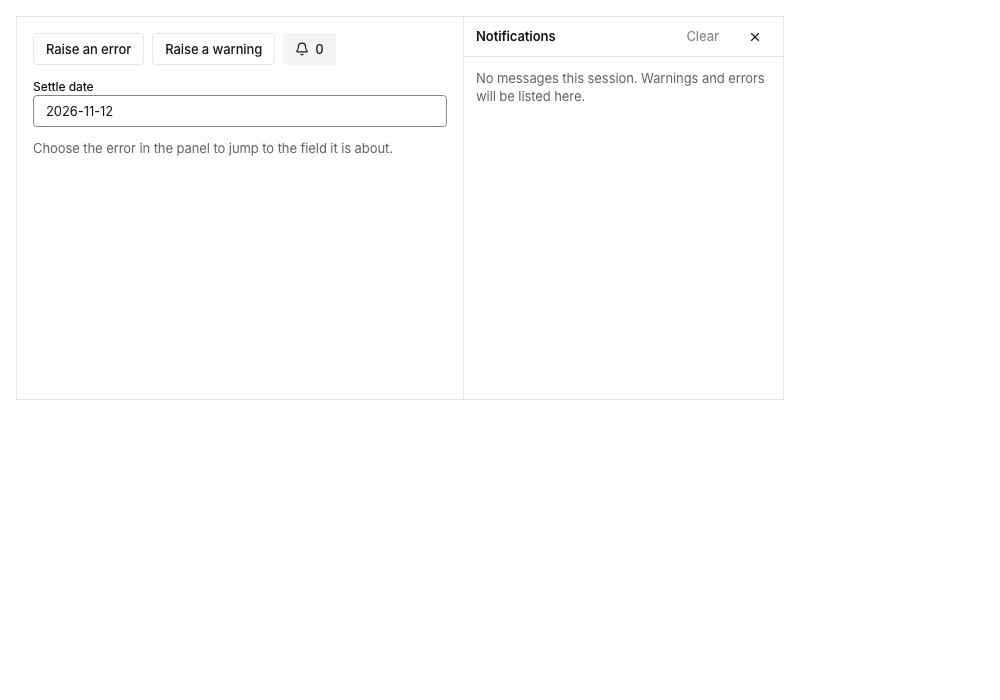 Raise an error
Raise a warning
0
Settle date
2026-11-12
Choose the error in the panel to jump to the field it is about.
Notifications
Clear
No messages this session. Warnings and errors
will be listed here.